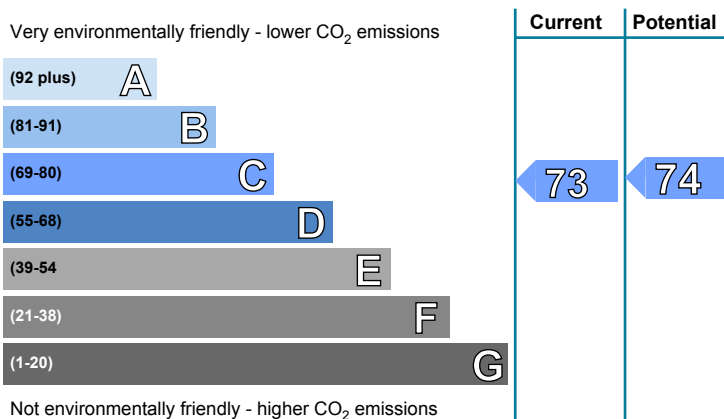 Very environmentally friendly - lower CO₂ emissions
Current Potential
(92 plus) A
(81-91) B
(69-80) C
73 74
(55-68) D
(39-54 E
(21-38) F
(1-20) G
Not environmentally friendly - higher CO₂ emissions